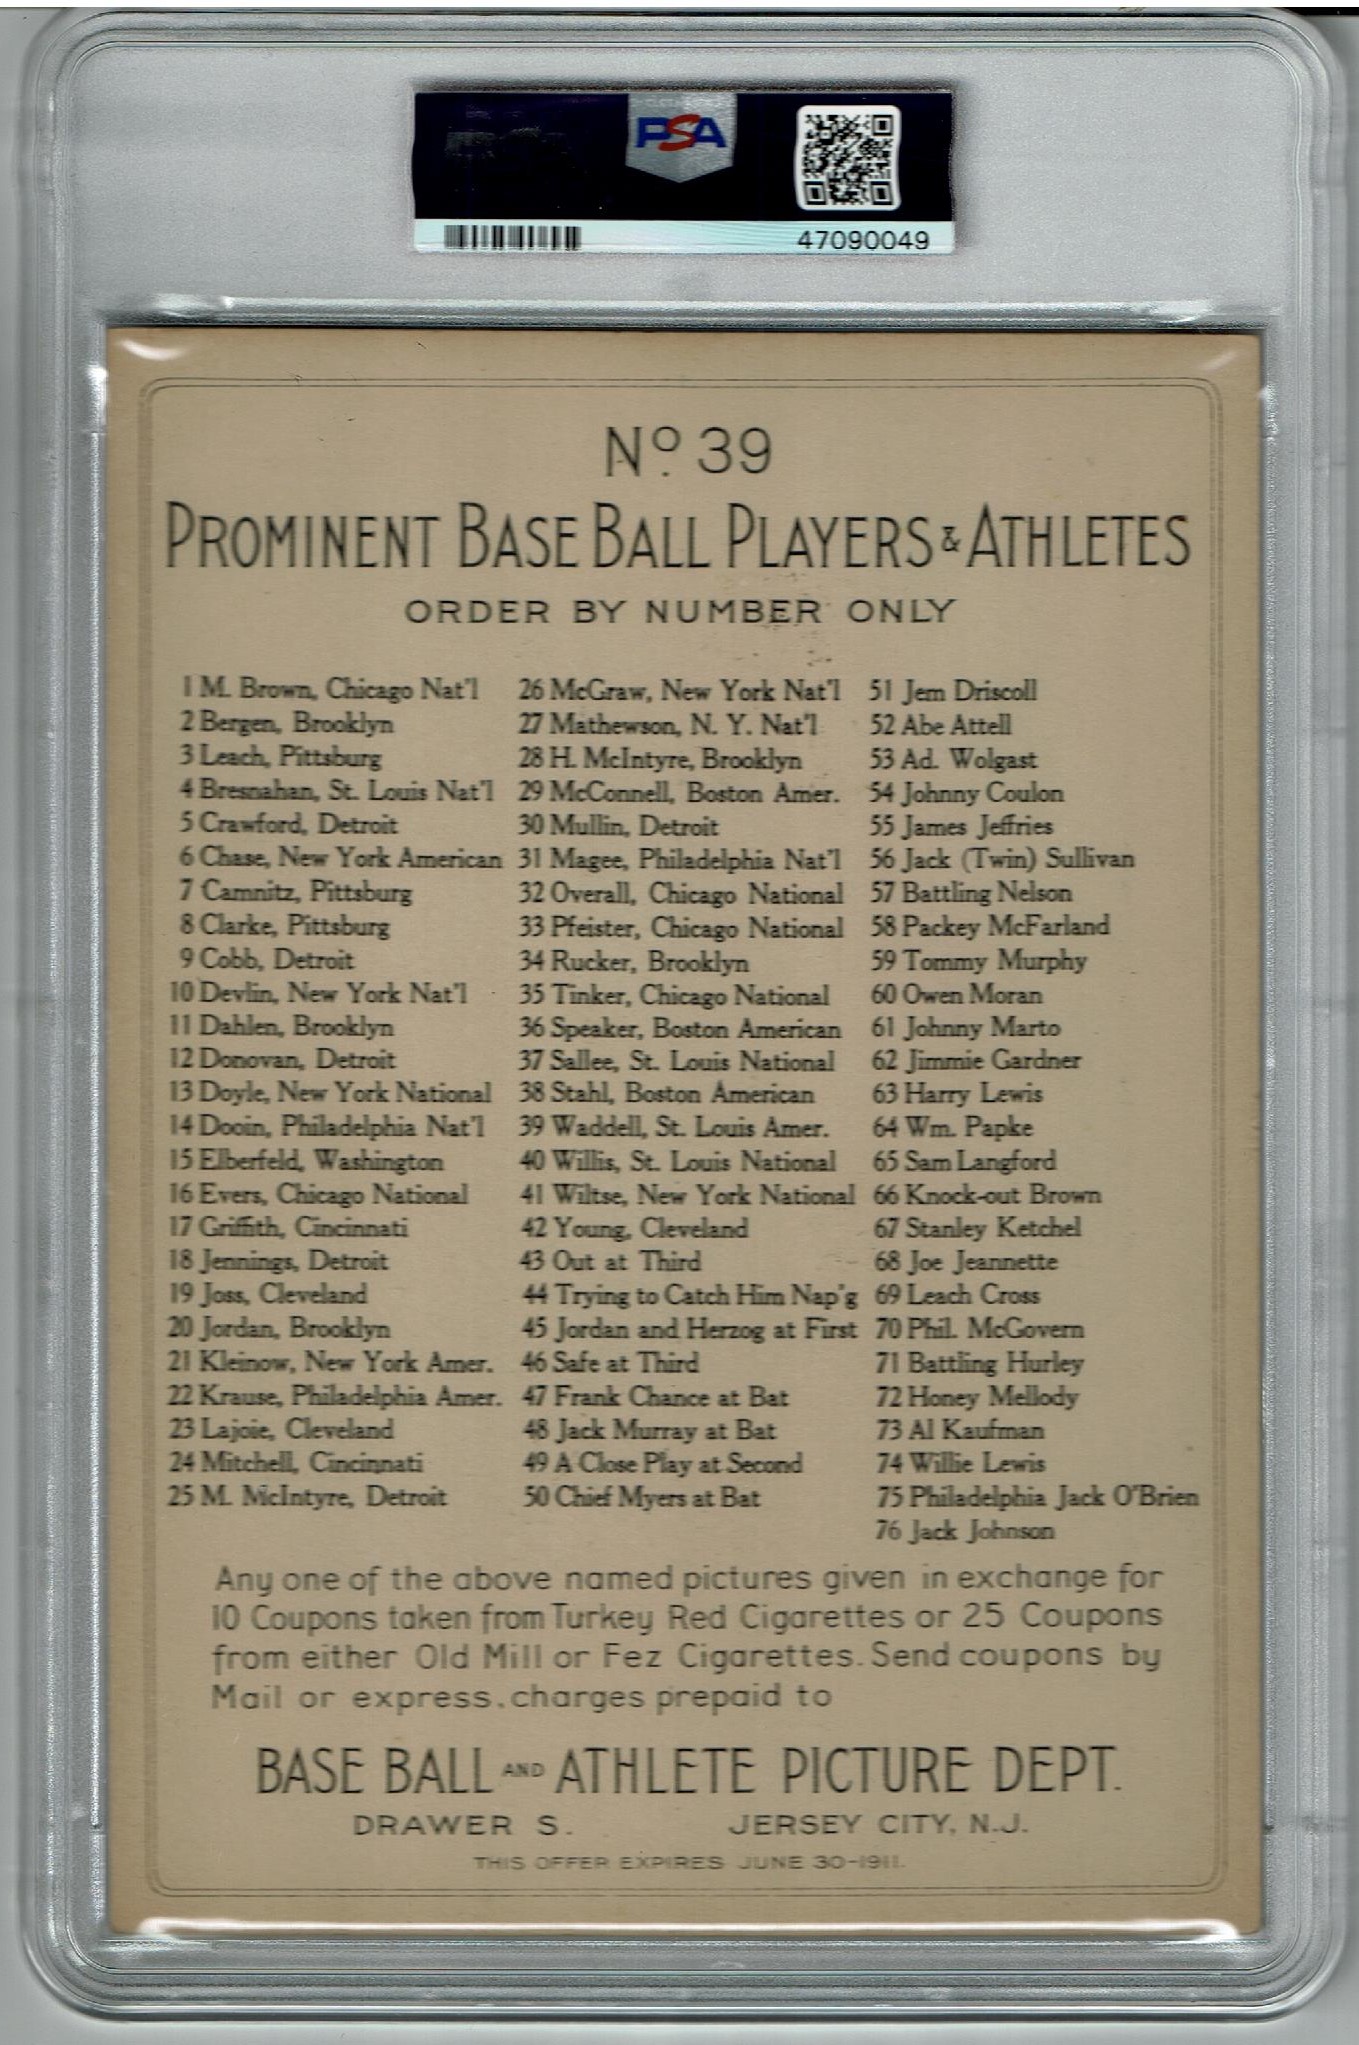 PSA
47090049
Nº 39
PROMINENT BASE BALL PLAYERS & ATHLETES
ORDER BY NUMBER ONLY
1 M. Brown, Chicago Nat'l
2 Bergen, Brooklyn
3 Leach, Pittsburg
4 Bresnahan, St. Louis Nat'l
5 Crawford, Detroit
6 Chase, New York American
7 Camnitz, Pittsburg
8 Clarke, Pittsburg
9 Cobb, Detroit
10 Devlin, New York Nat'l
11 Dahlen, Brooklyn
12 Donovan, Detroit
13 Doyle, New York National
14 Dooin, Philadelphia Nat'l
15 Elberfeld, Washington
16 Evers, Chicago National
17 Griffith, Cincinnati
18 Jennings, Detroit
19 Joss, Cleveland
20 Jordan, Brooklyn
21 Kleinow, New York Amer.
22 Krause, Philadelphia Amer.
23 Lajoie, Cleveland
24 Mitchell, Cincinnati
25 M. McIntyre, Detroit
26 McGraw, New York Nat'l
27 Mathewson, N. Y. Nat'l
28 H. McIntyre, Brooklyn
29 McConnell, Boston Amer.
30 Mullin, Detroit
31 Magee, Philadelphia Nat'l
32 Overall, Chicago National
33 Pfeister, Chicago National
34 Rucker, Brooklyn
35 Tinker, Chicago National
36 Speaker, Boston American
37 Sallee, St. Louis National
38 Stahl, Boston American
39 Waddell, St. Louis Amer.
40 Willis, St. Louis National
41 Wiltse, New York National
42 Young, Cleveland
43 Out at Third
44 Trying to Catch Him Nap'g
45 Jordan and Herzog at First
46 Safe at Third
47 Frank Chance at Bat
48 Jack Murray at Bat
49 A Close Play at Second
50 Chief Myers at Bat
51 Jem Driscoll
52 Abe Attell
53 Ad. Wolgast
54 Johnny Coulon
55 James Jeffries
56 Jack (Twin) Sullivan
57 Battling Nelson
58 Packey McFarland
59 Tommy Murphy
60 Owen Moran
61 Johnny Marto
62 Jimmie Gardner
63 Harry Lewis
64 Wm. Papke
65 Sam Langford
66 Knock-out Brown
67 Stanley Ketchel
68 Joe Jeannette
69 Leach Cross
70 Phil. McGovern
71 Battling Hurley
72 Honey Mellody
73 Al Kaufman
74 Willie Lewis
75 Philadelphia Jack O'Brien
76 Jack Johnson
Any one of the above named pictures given in exchange for
10 Coupons taken from Turkey Red Cigarettes or 25 Coupons
from either Old Mill or Fez Cigarettes. Send coupons by
Mail or express, charges prepaid to
BASE BALL AND ATHLETE PICTURE DEPT.
DRAWER S. JERSEY CITY, N.J.
THIS OFFER EXPIRES JUNE 30-1911.